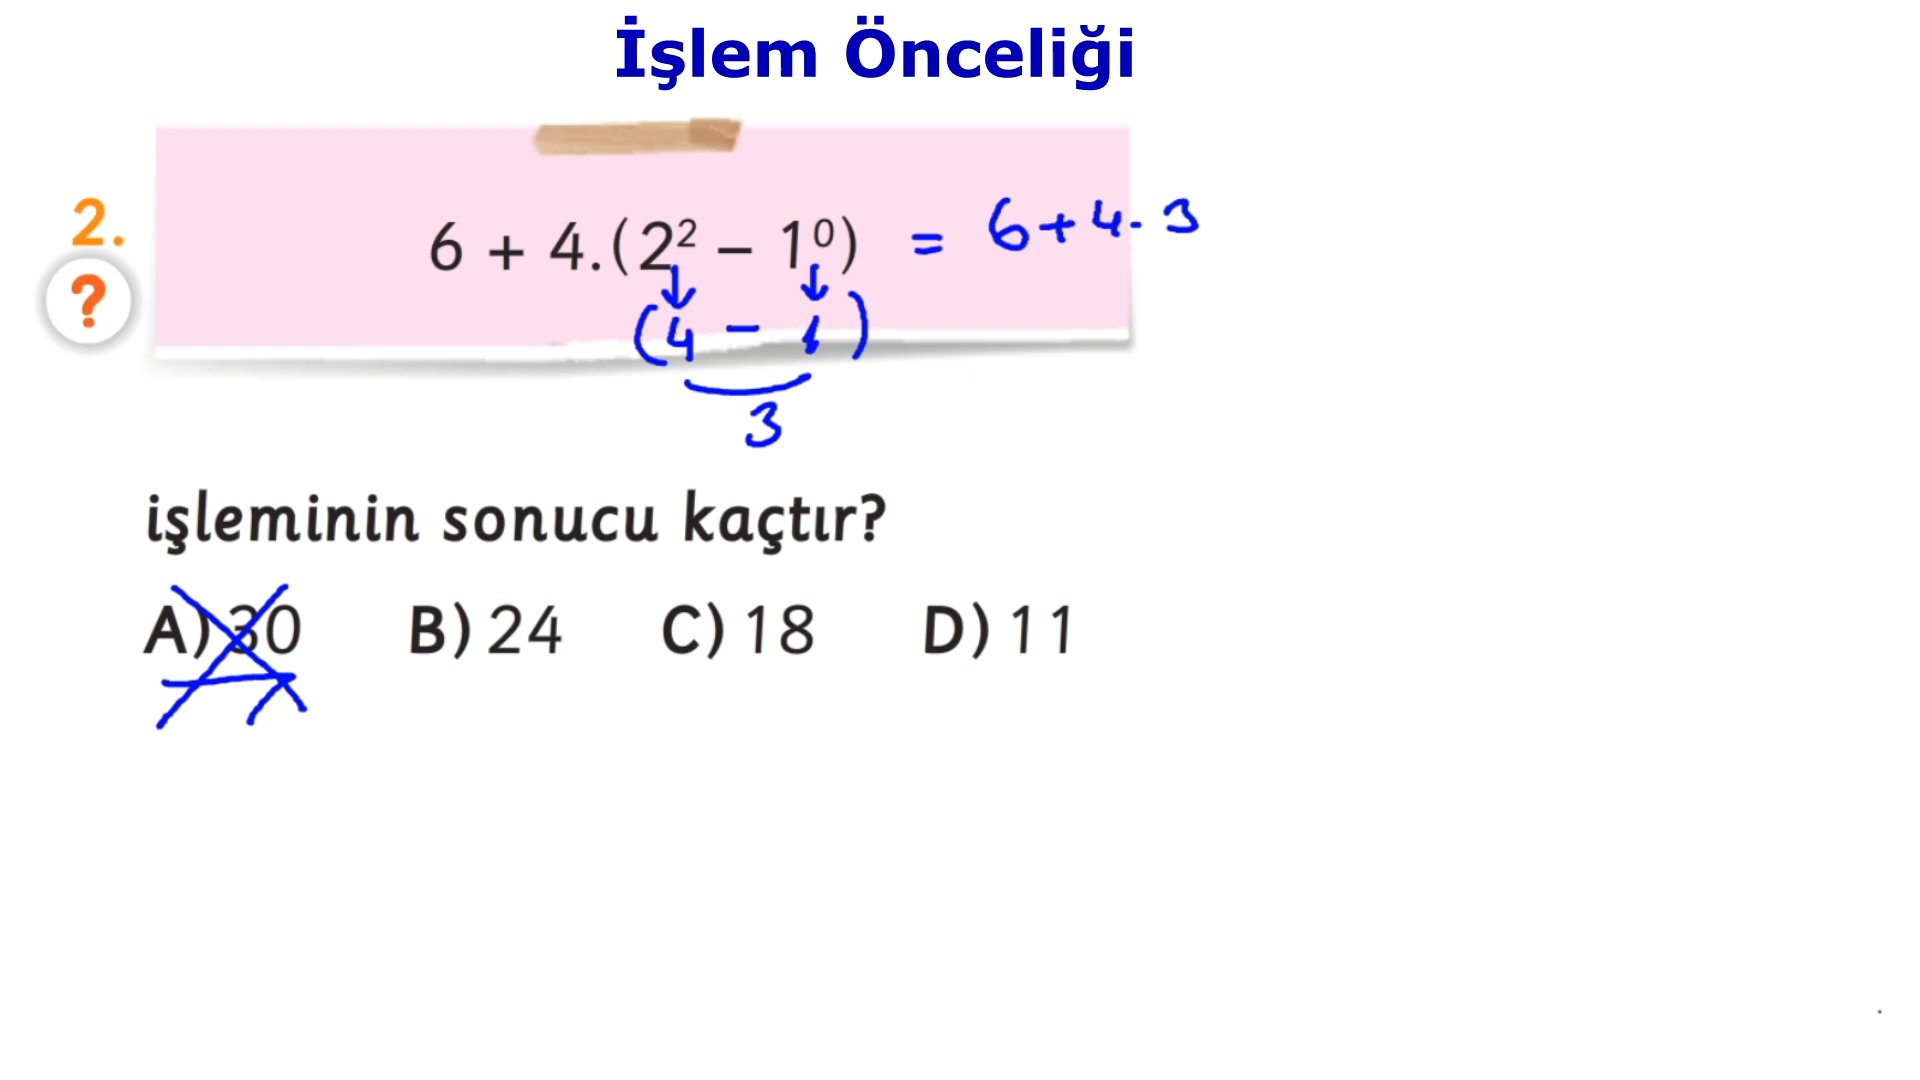 İşlem Önceliği
2.
?
6 + 4.(2² – 1⁰) = 6+4.3
(4 - 1)
3
işleminin sonucu kaçtır?
A) 30 B) 24 C) 18 D) 11